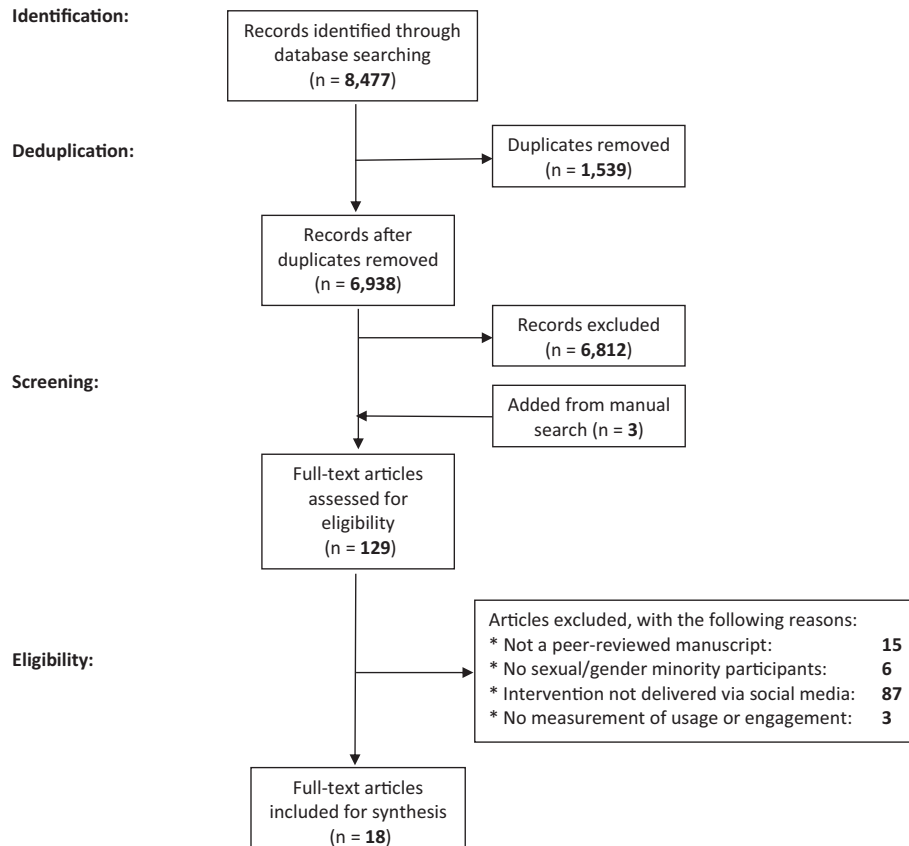 Identification:
Records identified through
database searching
(n = 8,477)
Deduplication:
Duplicates removed
(n = 1,539)
Records after
duplicates removed
(n = 6,938)
Records excluded
(n = 6,812)
Screening:
Added from manual
search (n = 3)
Full-text articles
assessed for
eligibility
(n = 129)
Eligibility:
Articles excluded, with the following reasons:
* Not a peer-reviewed manuscript: 15
* No sexual/gender minority participants: 6
* Intervention not delivered via social media: 87
* No measurement of usage or engagement: 3
Full-text articles
included for synthesis
(n = 18)